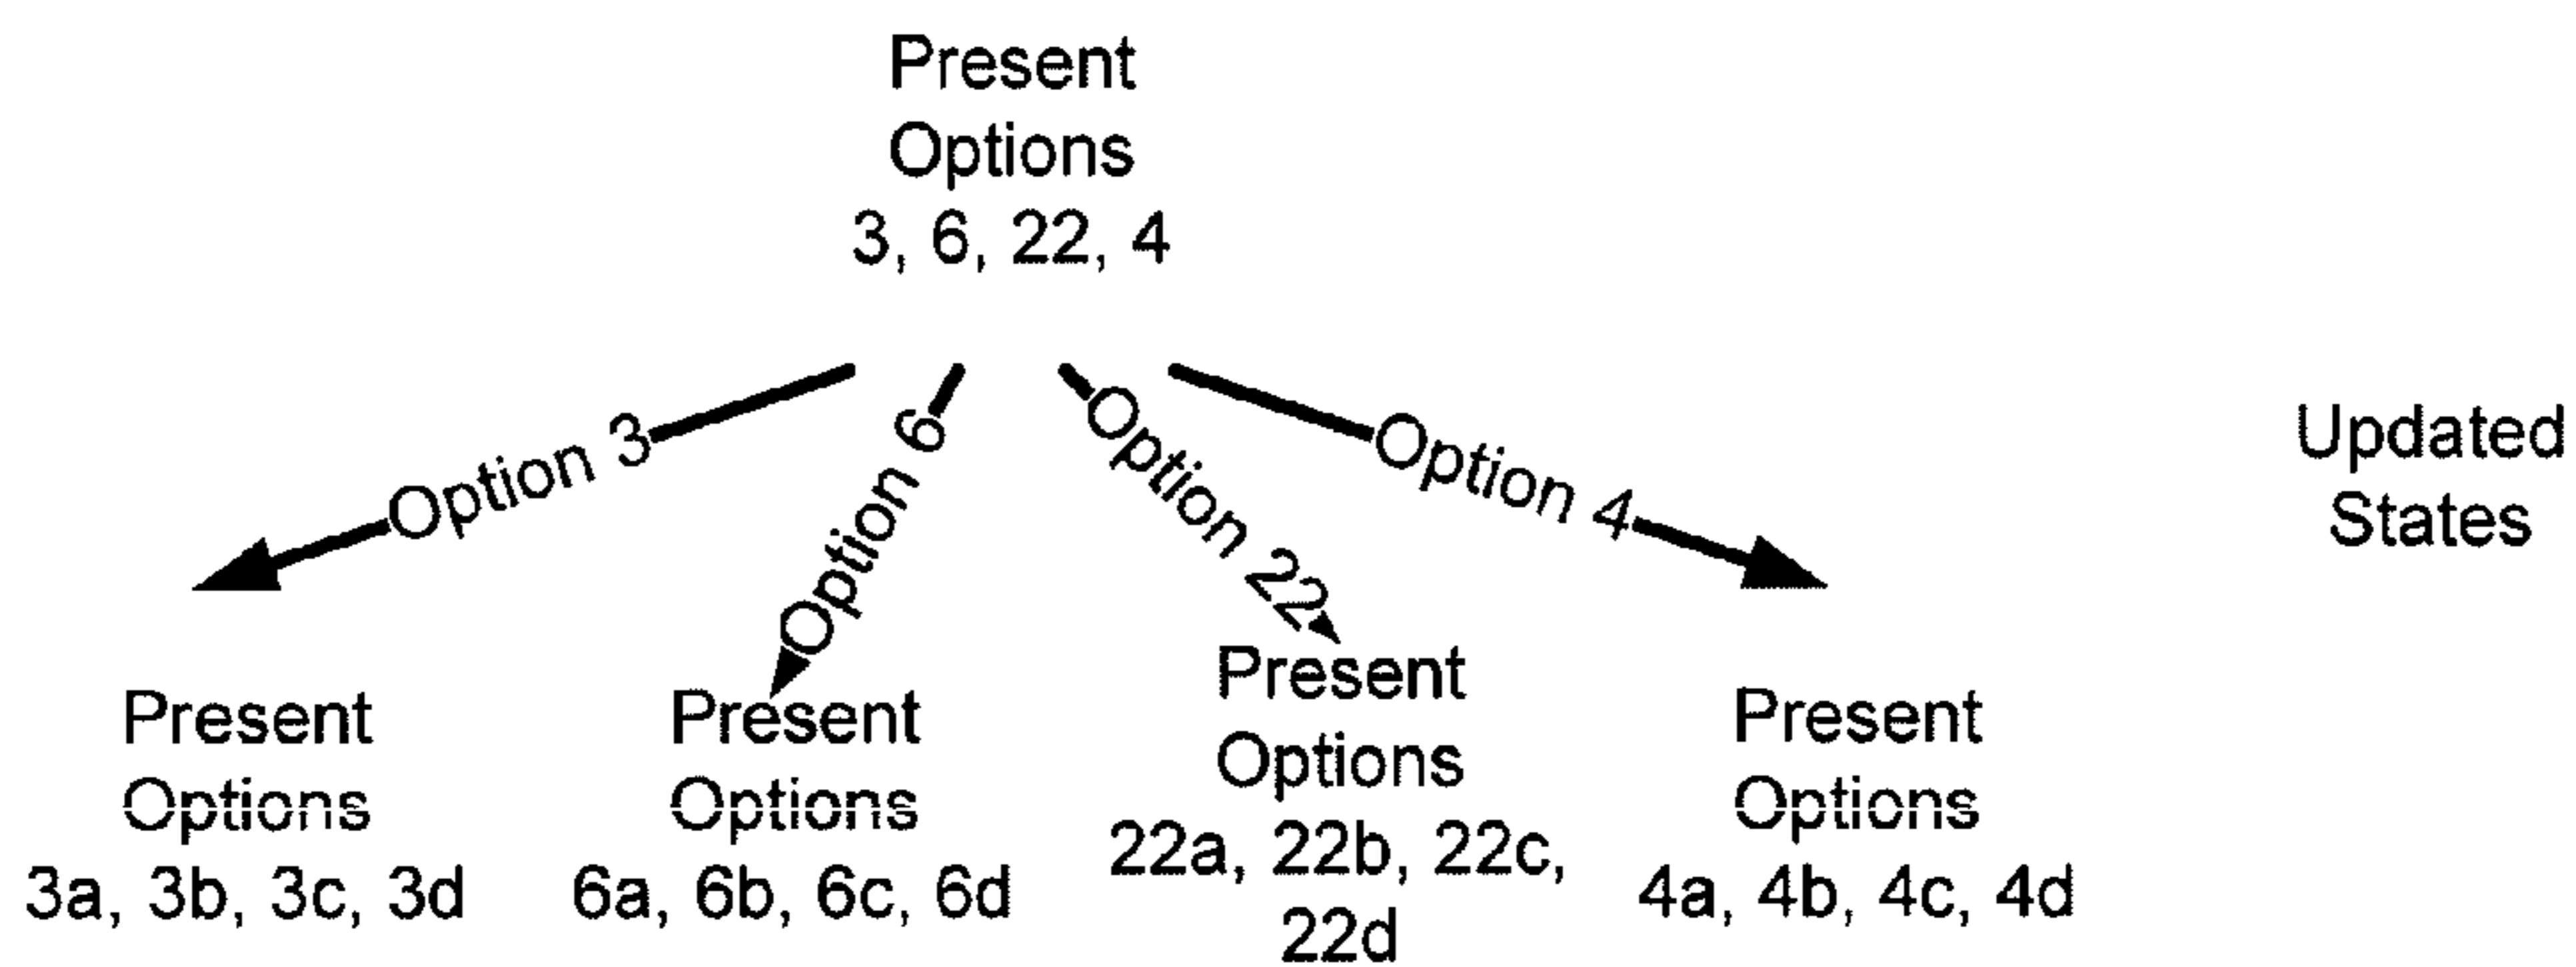 Present
Options
3, 6, 22, 4
Option 3
Option 6
Option 22
Option 4
Updated
States
Present
Options
3a, 3b, 3c, 3d
Present
Options
6a, 6b, 6c, 6d
Present
Options
22a, 22b, 22c,
22d
Present
Options
4a, 4b, 4c, 4d